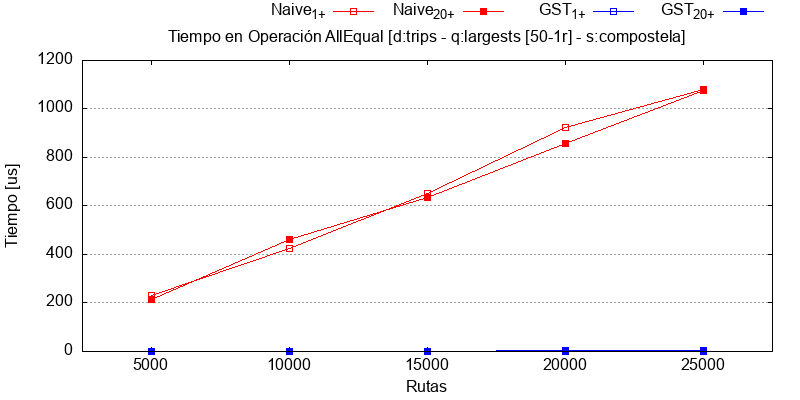 Naive1+ Naive20+ GST1+ GST20+
Tiempo en Operación AllEqual [d:trips - q:largests [50-1r] - s:compostela]
1200
1000
800
600
400
200
0
Tiempo [us]
5000 10000 15000 20000 25000
Rutas